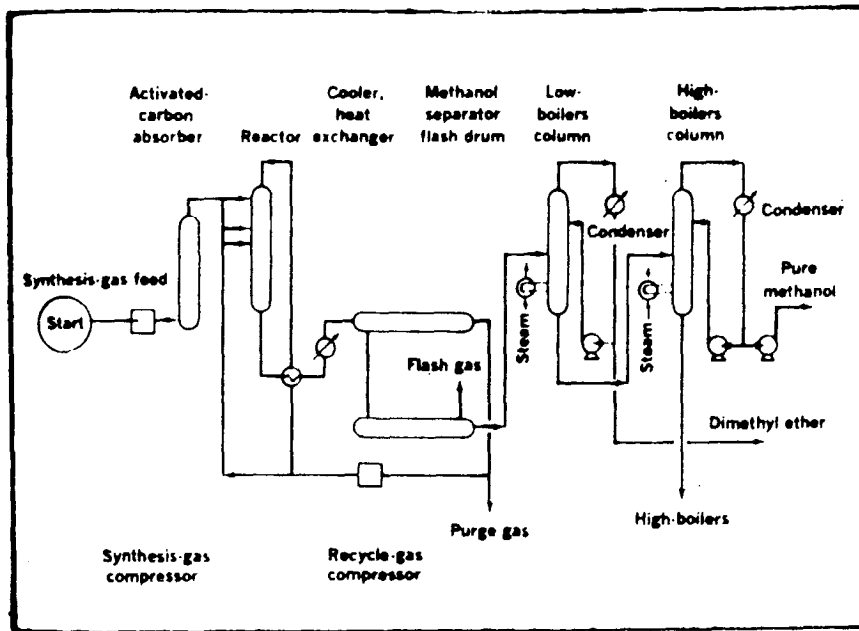 Activated-
carbon
absorber
Reactor
Cooler,
heat
exchanger
Methanol
separator
flash drum
Low-
boilers
column
High-
boilers
column
Synthesis-gas feed
Start
Condenser
Condenser
Pure
methanol
Steam
Steam
Flash gas
Dimethyl ether
Purge gas
High-boilers
Synthesis-gas
compressor
Recycle-gas
compressor